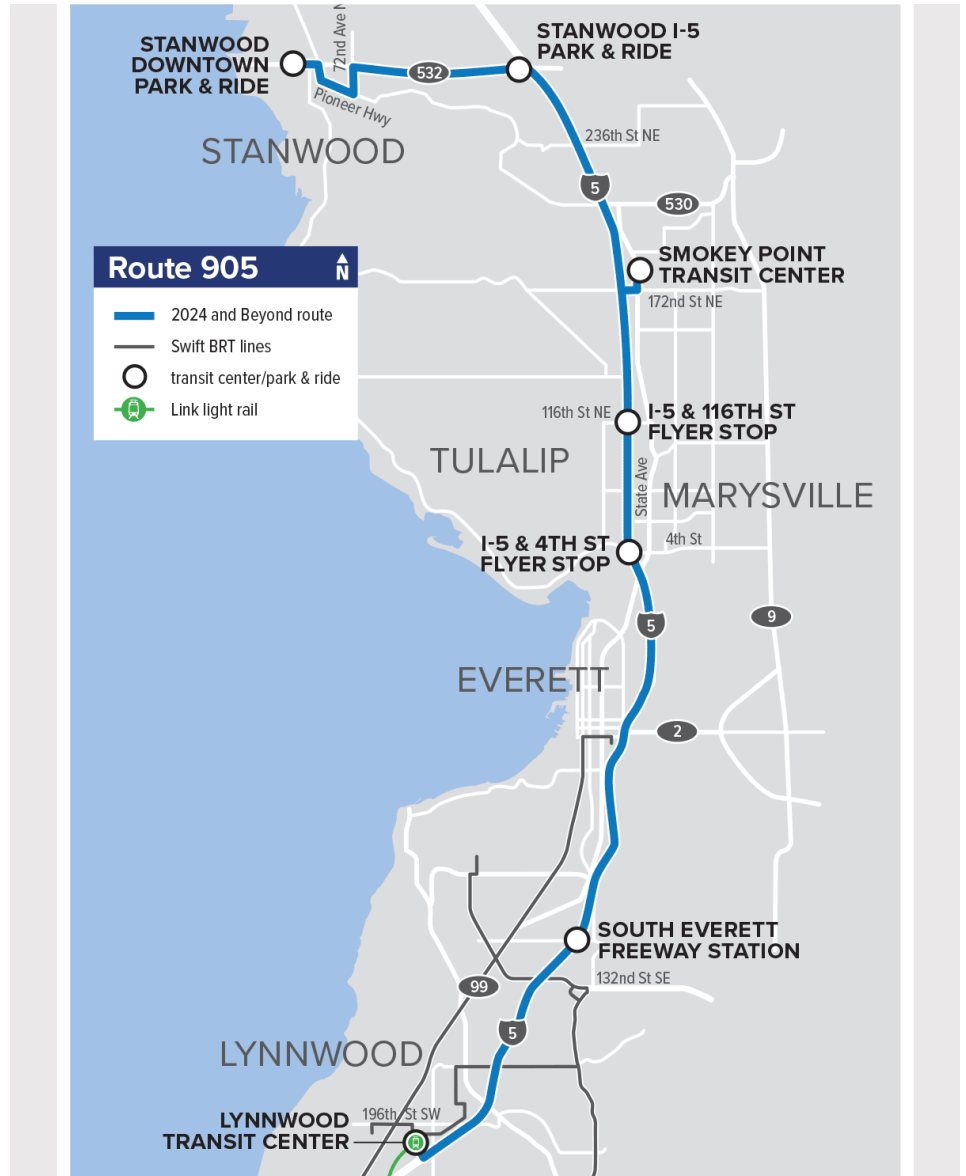 STANWOOD
DOWNTOWN
PARK & RIDE
72nd Ave N
532
Pioneer Hwy
STANWOOD I-5
PARK & RIDE
STANWOOD
236th St NE
5
530
Route 905
N
2024 and Beyond route
Swift BRT lines
transit center/park & ride
Link light rail
SMOKEY POINT
TRANSIT CENTER
172nd St NE
116th St NE
I-5 & 116TH ST
FLYER STOP
TULALIP
State Ave
MARYSVILLE
I-5 & 4TH ST
FLYER STOP
4th St
5
9
EVERETT
2
SOUTH EVERETT
FREEWAY STATION
132nd St SE
99
5
LYNNWOOD
196th St SW
LYNNWOOD
TRANSIT CENTER